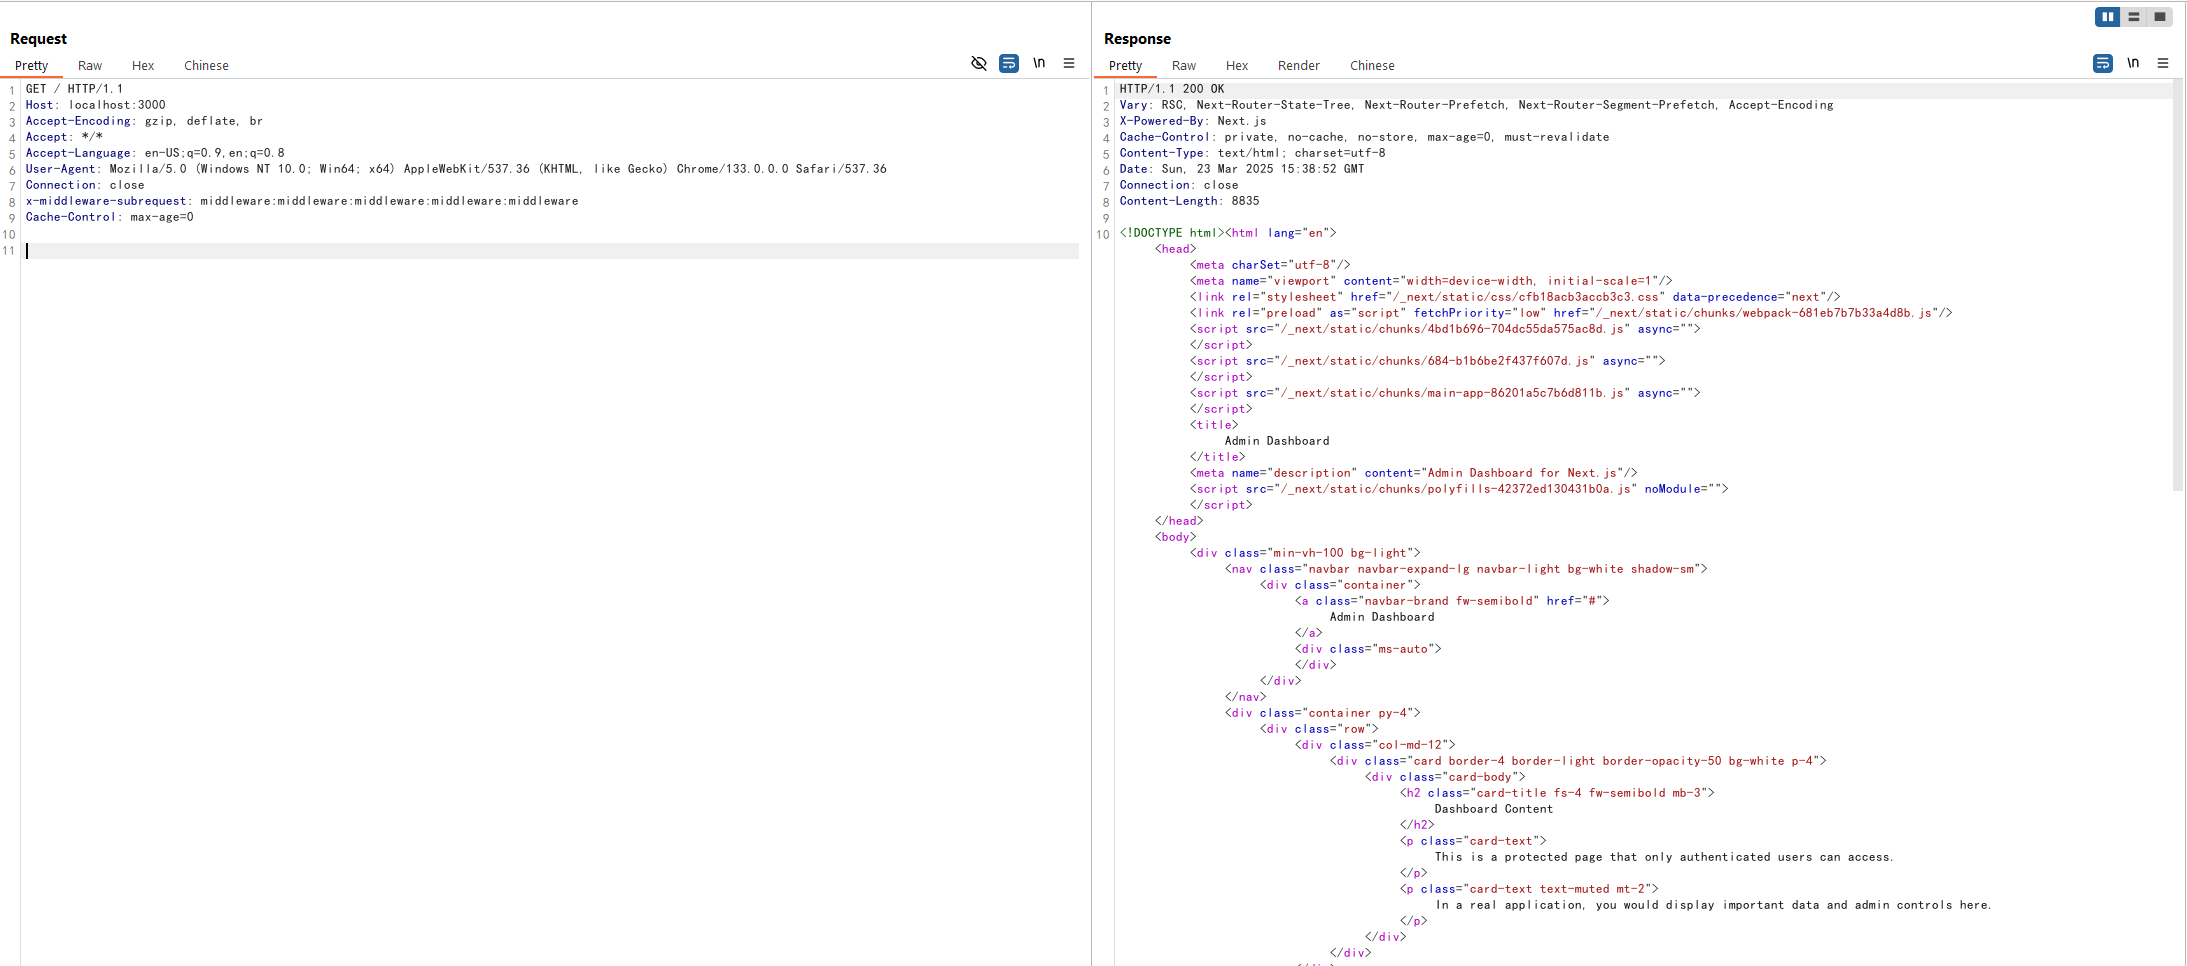 Request
Pretty Raw Hex Chinese \n
1 GET / HTTP/1.1
2 Host: localhost:3000
3 Accept-Encoding: gzip, deflate, br
4 Accept: */*
5 Accept-Language: en-US;q=0.9,en;q=0.8
6 User-Agent: Mozilla/5.0 (Windows NT 10.0; Win64; x64) AppleWebKit/537.36 (KHTML, like Gecko) Chrome/133.0.0.0 Safari/537.36
7 Connection: close
8 x-middleware-subrequest: middleware:middleware:middleware:middleware:middleware
9 Cache-Control: max-age=0
10
11
Response
Pretty Raw Hex Render Chinese \n
1 HTTP/1.1 200 OK
2 Vary: RSC, Next-Router-State-Tree, Next-Router-Prefetch, Next-Router-Segment-Prefetch, Accept-Encoding
3 X-Powered-By: Next.js
4 Cache-Control: private, no-cache, no-store, max-age=0, must-revalidate
5 Content-Type: text/html; charset=utf-8
6 Date: Sun, 23 Mar 2025 15:38:52 GMT
7 Connection: close
8 Content-Length: 8835
9
10 <!DOCTYPE html><html lang="en">
<head>
<meta charSet="utf-8"/>
<meta name="viewport" content="width=device-width, initial-scale=1"/>
<link rel="stylesheet" href="/_next/static/css/cfb18acb3accb3c3.css" data-precedence="next"/>
<link rel="preload" as="script" fetchPriority="low" href="/_next/static/chunks/webpack-681eb7b7b33a4d8b.js"/>
<script src="/_next/static/chunks/4bd1b696-704dc55da575ac8d.js" async="">
</script>
<script src="/_next/static/chunks/684-b1b6be2f437f607d.js" async="">
</script>
<script src="/_next/static/chunks/main-app-86201a5c7b6d811b.js" async="">
</script>
<title>
Admin Dashboard
</title>
<meta name="description" content="Admin Dashboard for Next.js"/>
<script src="/_next/static/chunks/polyfills-42372ed130431b0a.js" noModule="">
</script>
</head>
<body>
<div class="min-vh-100 bg-light">
<nav class="navbar navbar-expand-lg navbar-light bg-white shadow-sm">
<div class="container">
<a class="navbar-brand fw-semibold" href="#">
Admin Dashboard
</a>
<div class="ms-auto">
</div>
</div>
</nav>
<div class="container py-4">
<div class="row">
<div class="col-md-12">
<div class="card border-4 border-light border-opacity-50 bg-white p-4">
<div class="card-body">
<h2 class="card-title fs-4 fw-semibold mb-3">
Dashboard Content
</h2>
<p class="card-text">
This is a protected page that only authenticated users can access.
</p>
<p class="card-text text-muted mt-2">
In a real application, you would display important data and admin controls here.
</p>
</div>
</div>